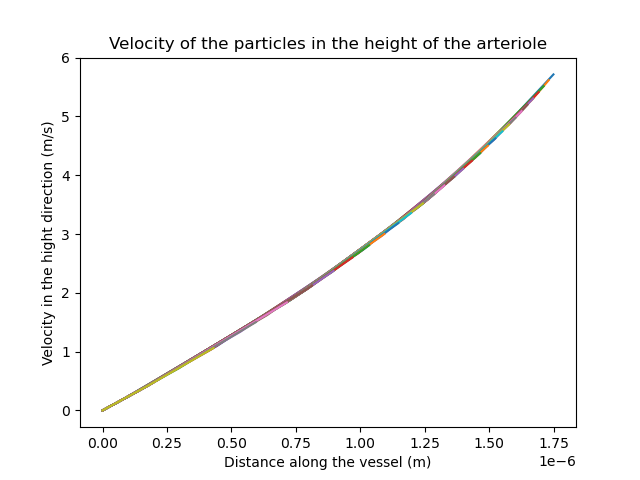 Velocity of the particles in the height of the arteriole
Velocity in the hight direction (m/s)
6
5
4
3
2
1
0
0.00 0.25 0.50 0.75 1.00 1.25 1.50 1.75
Distance along the vessel (m)
1e−6